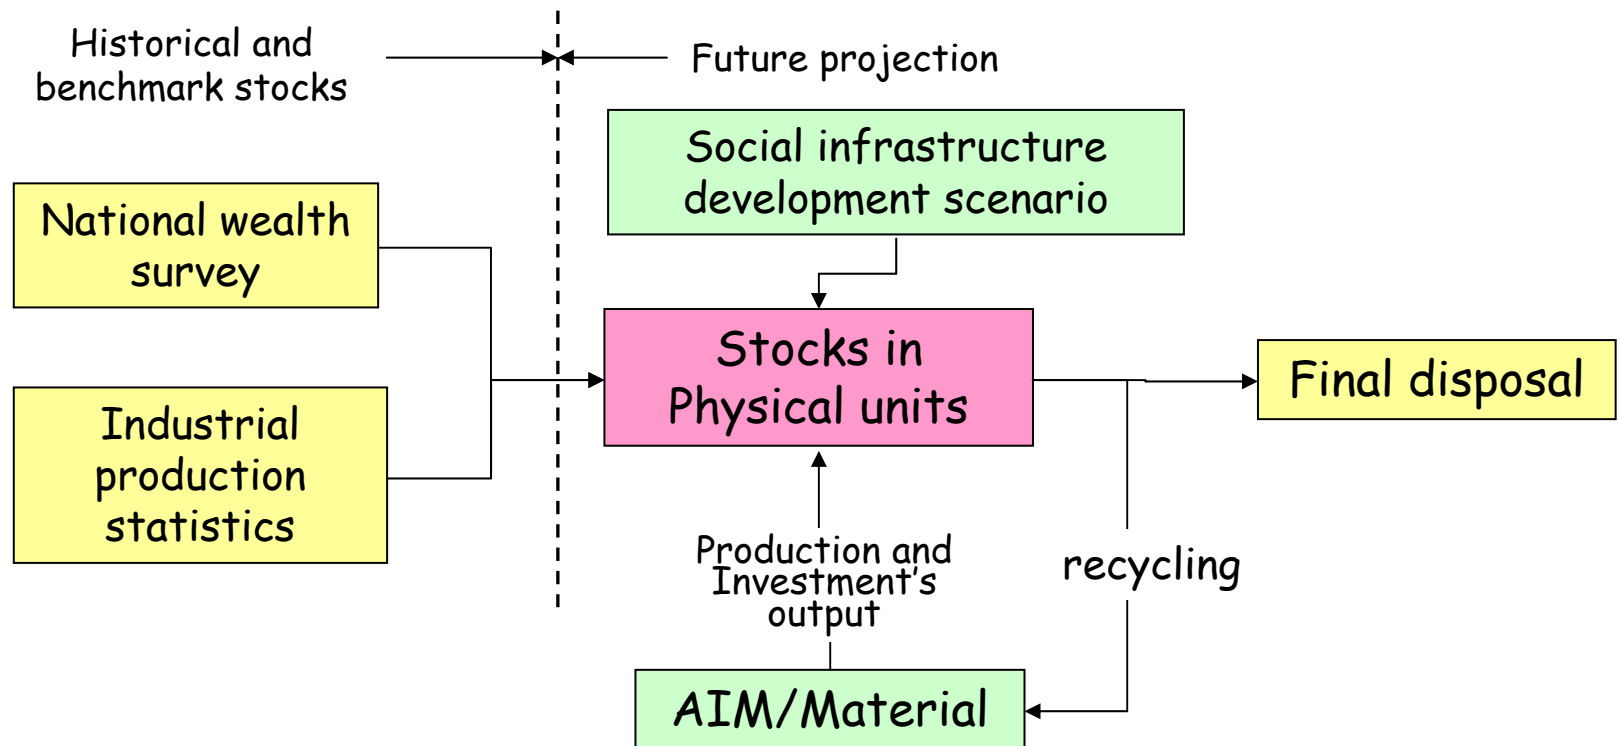 Historical and
benchmark stocks
Future projection
Social infrastructure
development scenario
National wealth
survey
Stocks in
Physical units
Final disposal
Industrial
production
statistics
Production and
Investment's
output
recycling
AIM/Material